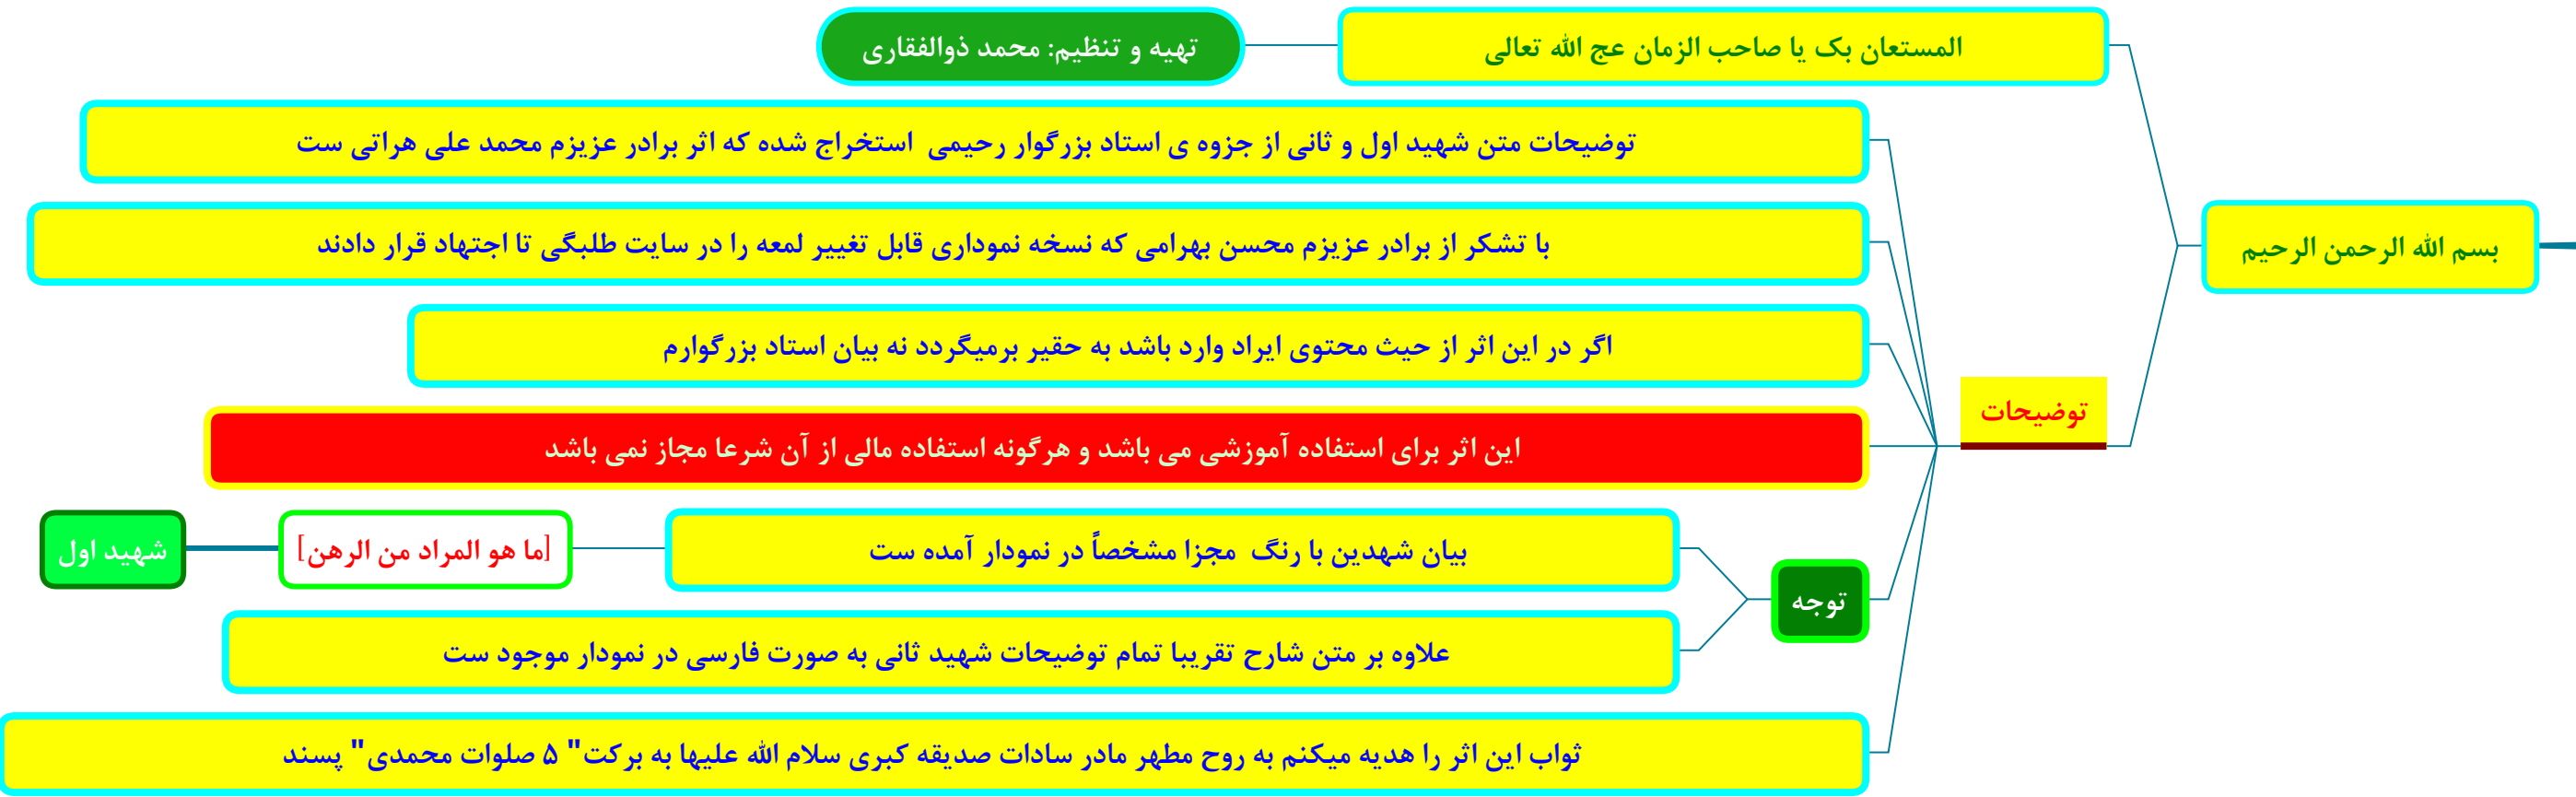 بسم الله الرحمن الرحیم
المستعان بک یا صاحب الزمان عج الله تعالی
تهیه و تنظیم: محمد ذوالفقاری
توضیحات
توضیحات متن شهید اول و ثانی از جزوه ی استاد بزرگوار رحیمی استخراج شده که اثر برادر عزیزم محمد علی هراتی ست
با تشکر از برادر عزیزم محسن بهرامی که نسخه نموداری قابل تغییر لمعه را در سایت طلبگی تا اجتهاد قرار دادند
اگر در این اثر از حیث محتوی ایراد وارد باشد به حقیر برمیگردد نه بیان استاد بزرگوارم
این اثر برای استفاده آموزشی می باشد و هرگونه استفاده مالی از آن شرعا مجاز نمی باشد
توجه
بیان شهدین با رنگ مجزا مشخصاً در نمودار آمده ست
[ما هو المراد من الرهن]
شهید اول
علاوه بر متن شارح تقریبا تمام توضیحات شهید ثانی به صورت فارسی در نمودار موجود ست
ثواب این اثر را هدیه میکنم به روح مطهر مادر سادات صدیقه کبری سلام الله علیها به برکت" ۵ صلوات محمدی" پسند